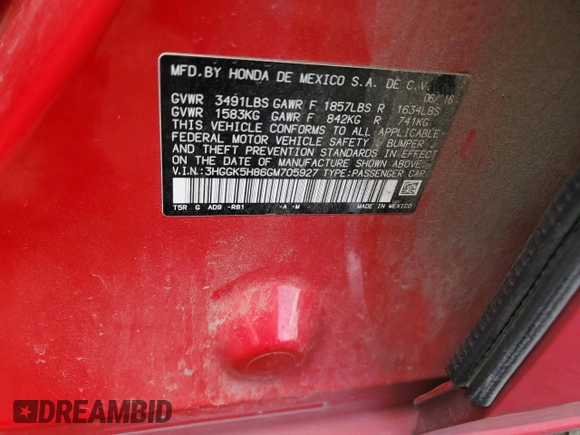 MFD.BY HONDA DE MEXICO S.A. DE C.V.
06/16
GVWR 3491LBS GAWR F 1857LBS R 1634LBS
GVWR 1583KG GAWR F 842KG R 741KG
THIS VEHICLE CONFORMS TO ALL APPLICABLE
FEDERAL MOTOR VEHICLE SAFETY, BUMPER,
AND THEFT PREVENTION STANDARDS IN EFFECT
ON THE DATE OF MANUFACTURE SHOWN ABOVE.
V.I.N:3HGGK5H86GM705927 TYPE:PASSENGER CAR
T5R G AD9 -R81 -A -M MADE IN MEXICO
DREAMBID